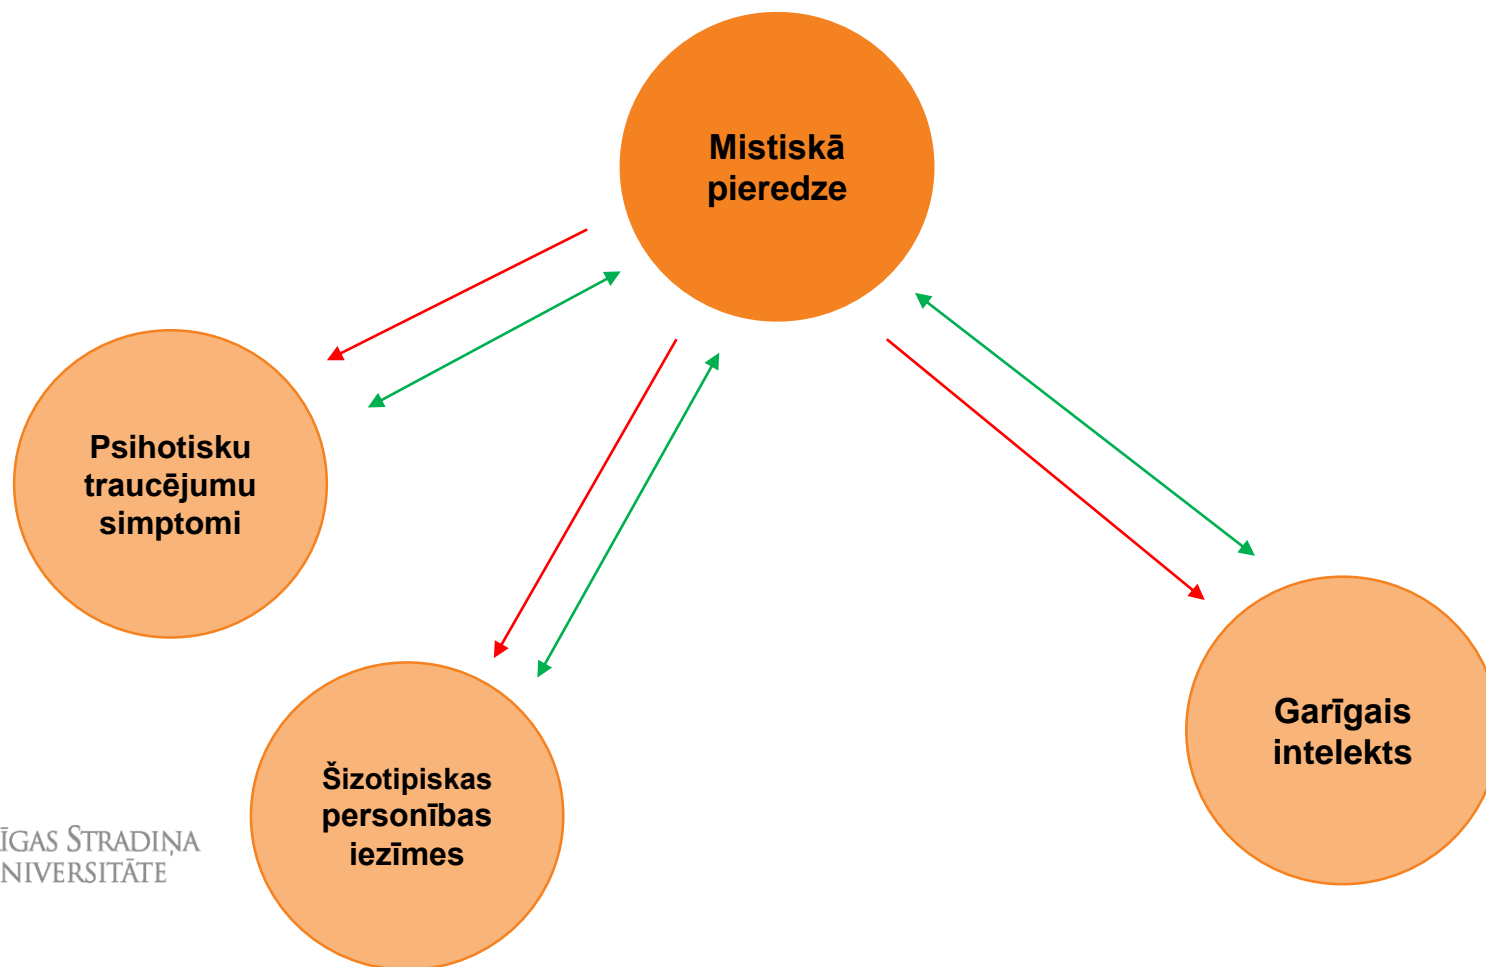 Mistiskā
pieredze
Psihotisku
traucējumu
simptomi
Šizotipiskas
personības
iezīmes
Garīgais
intelekts
ĪGAS STRADIŅA
NIVERSITĀTE